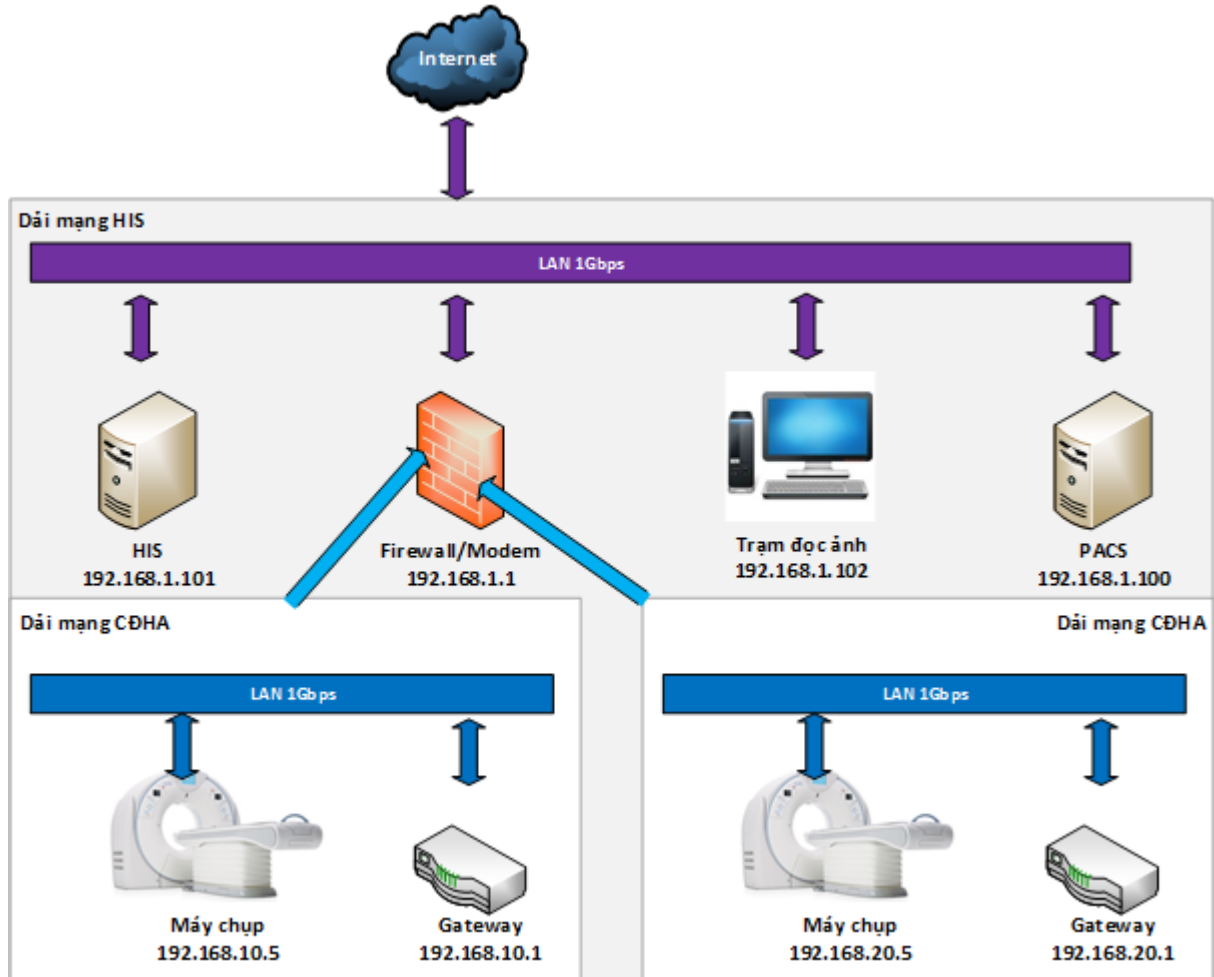 Internet
Dải mạng HIS
LAN 1Gbps
HIS
192.168.1.101
Firewall/Modem
192.168.1.1
Trạm đọc ảnh
192.168.1.102
PACS
192.168.1.100
Dải mạng CĐHA
LAN 1Gbps
Máy chụp
192.168.10.5
Gateway
192.168.10.1
Dải mạng CĐHA
LAN 1Gbps
Máy chụp
192.168.20.5
Gateway
192.168.20.1